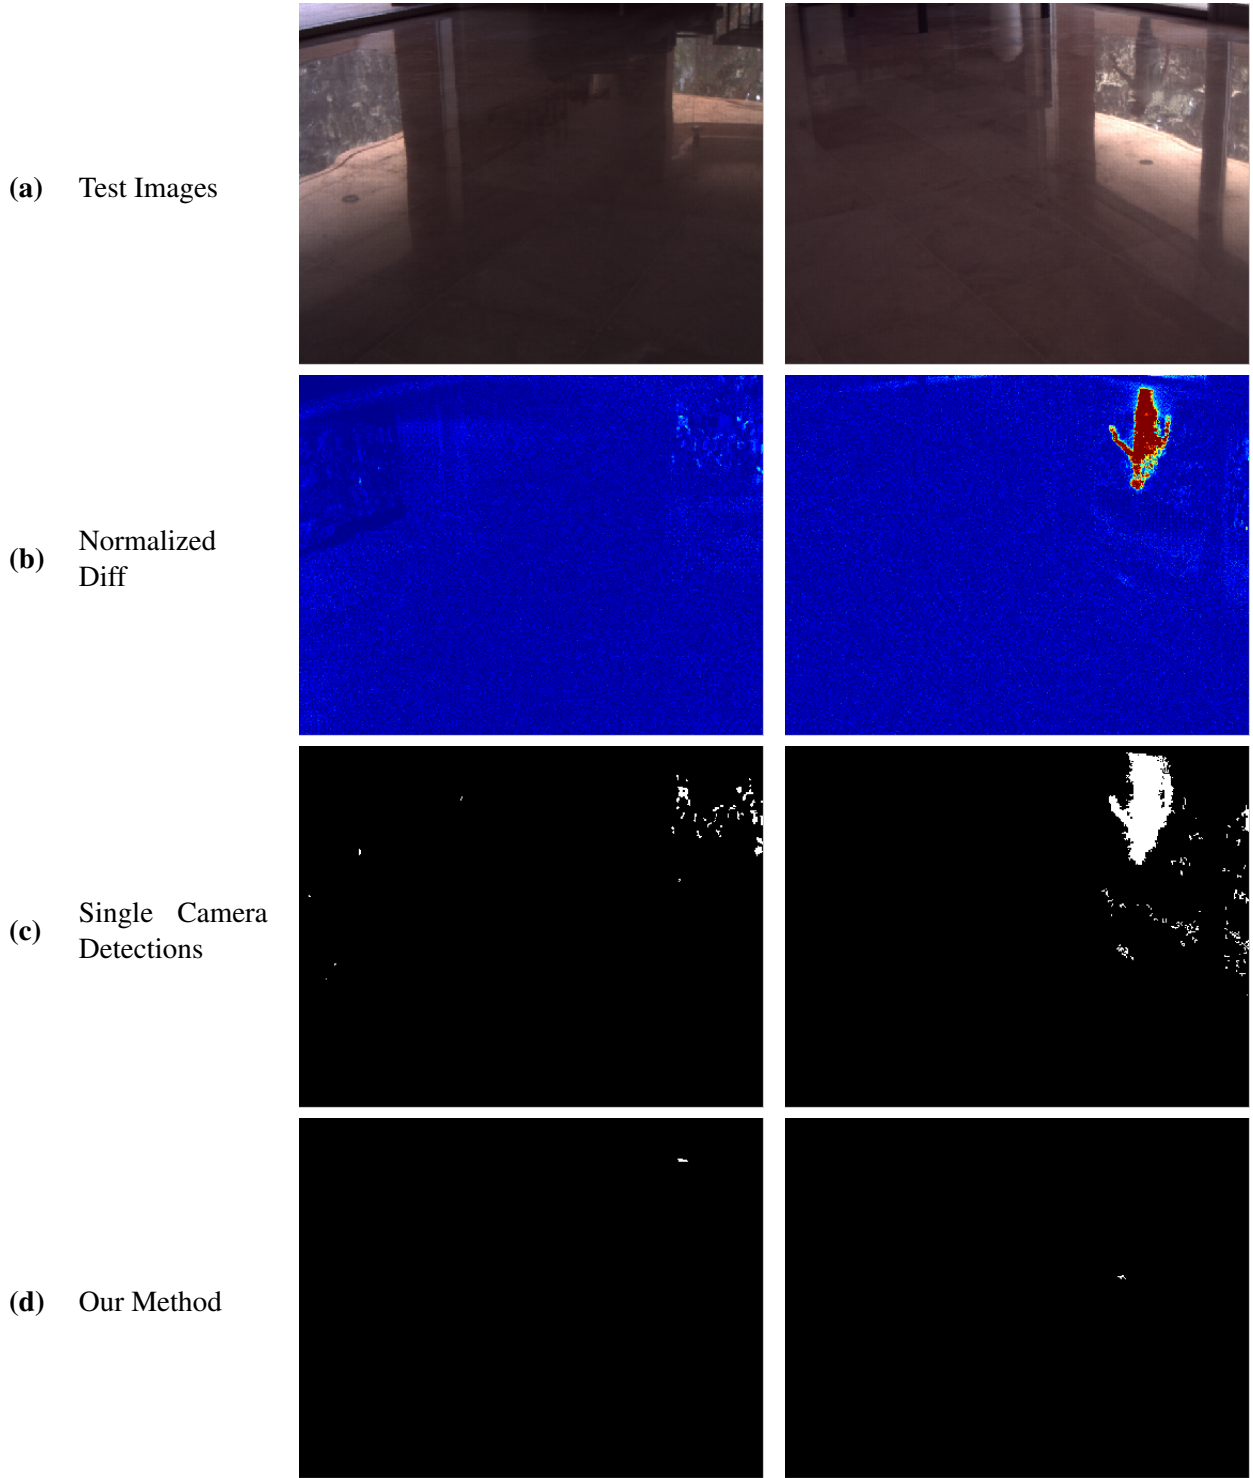 (a) Test Images
(b) Normalized
Diff
(c) Single Camera
Detections
(d) Our Method